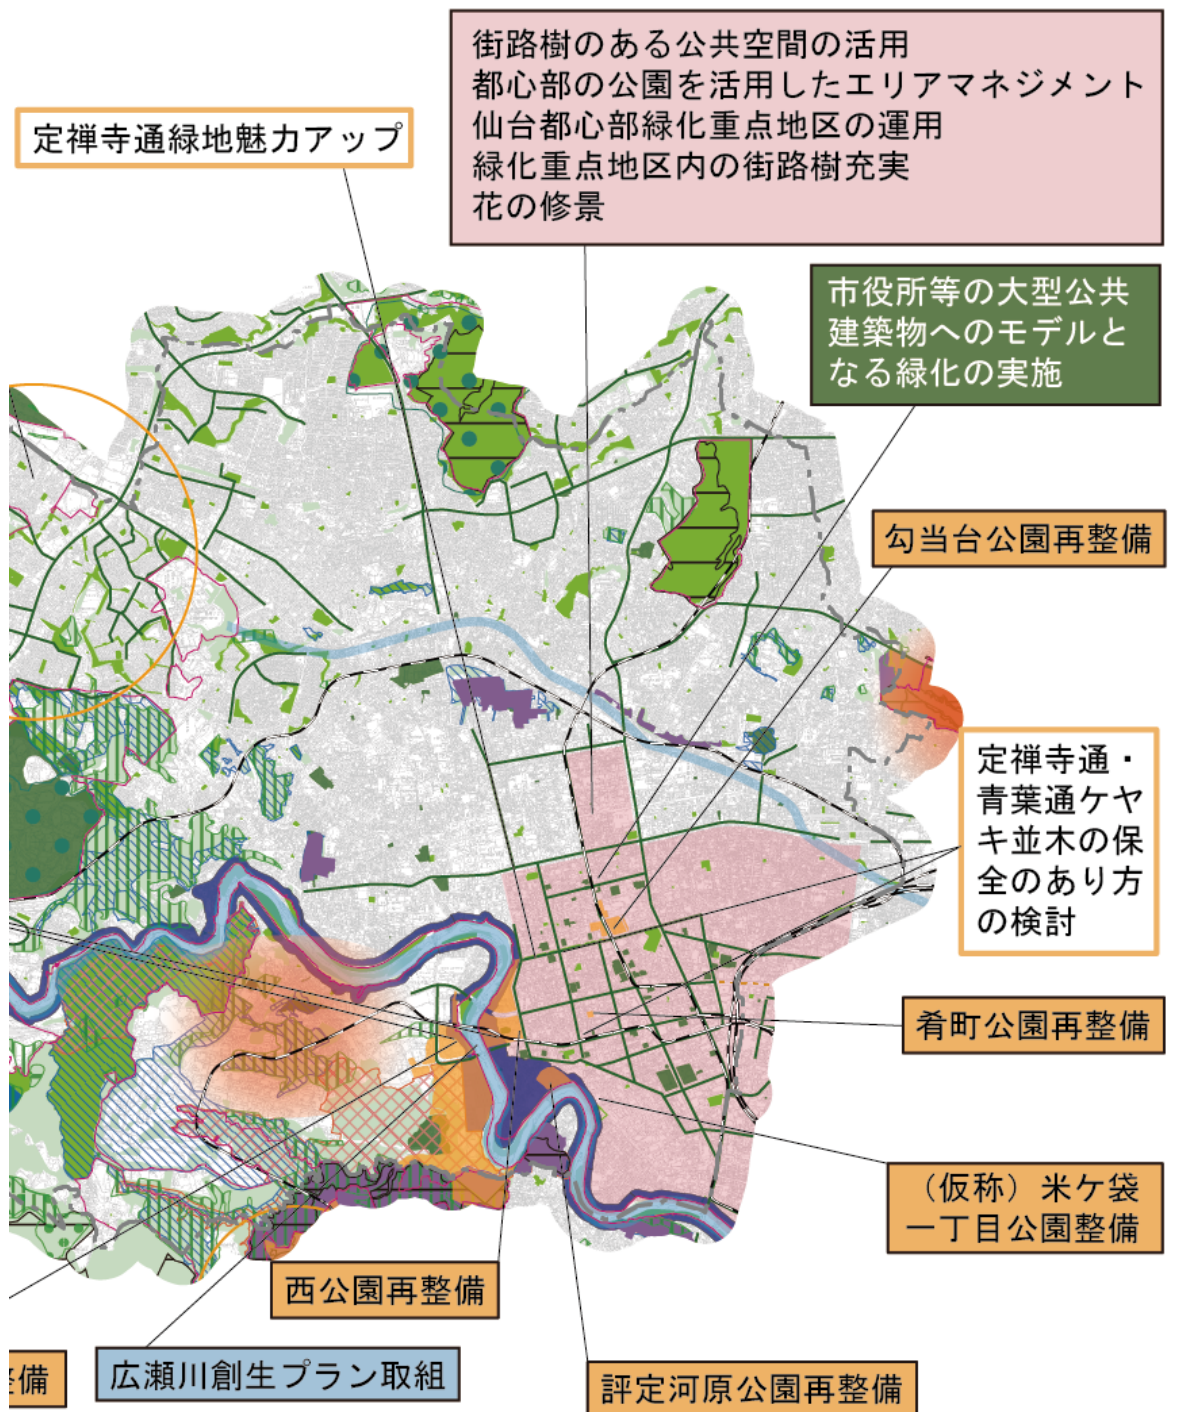 街路樹のある公共空間の活用
都心部の公園を活用したエリアマネジメント
仙台都心部緑化重点地区の運用
緑化重点地区内の街路樹充実
花の修景
定禅寺通緑地魅力アップ
市役所等の大型公共
建築物へのモデルと
なる緑化の実施
勾当台公園再整備
定禅寺通・
青葉通ケヤ
キ並木の保
全のあり方
の検討
肴町公園再整備
（仮称）米ケ袋
一丁目公園整備
西公園再整備
広瀬川創生プラン取組
備
評定河原公園再整備